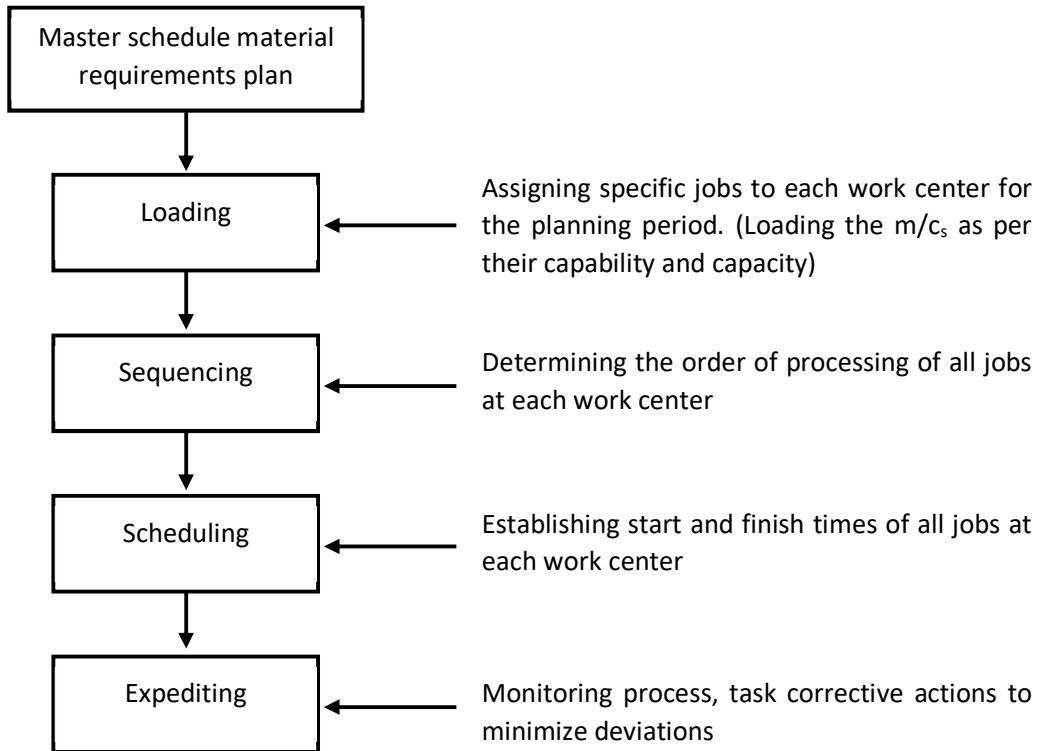 Master schedule material
requirements plan
Loading
Assigning specific jobs to each work center for
the planning period. (Loading the m/cs as per
their capability and capacity)
Sequencing
Determining the order of processing of all jobs
at each work center
Scheduling
Establishing start and finish times of all jobs at
each work center
Expediting
Monitoring process, task corrective actions to
minimize deviations